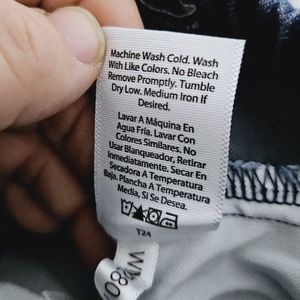 Machine Wash Cold. Wash
With Like Colors. No Bleach
Remove Promptly. Tumble
Dry Low. Medium Iron If
Desired.
Lavar A Máquina En
Agua Fría. Lavar Con
Colores Similares. No
Usar Blanqueador, Retirar
Inmediatamente. Secar En
Secadora A Temperatura
Baja. Plancha A Temperatura
Media, Si Se Desea.
T24